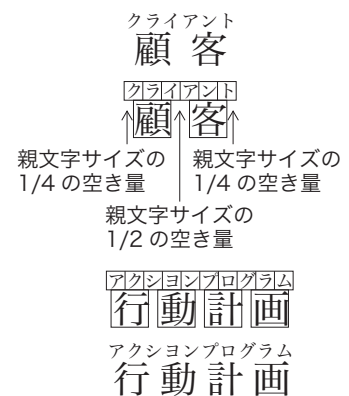 クライアント
顧客
クライアント
顧客
親文字サイズの
1/4 の空き量
親文字サイズの
1/4 の空き量
親文字サイズの
1/2 の空き量
アクションプログラム
行動計画
アクションプログラム
行動計画